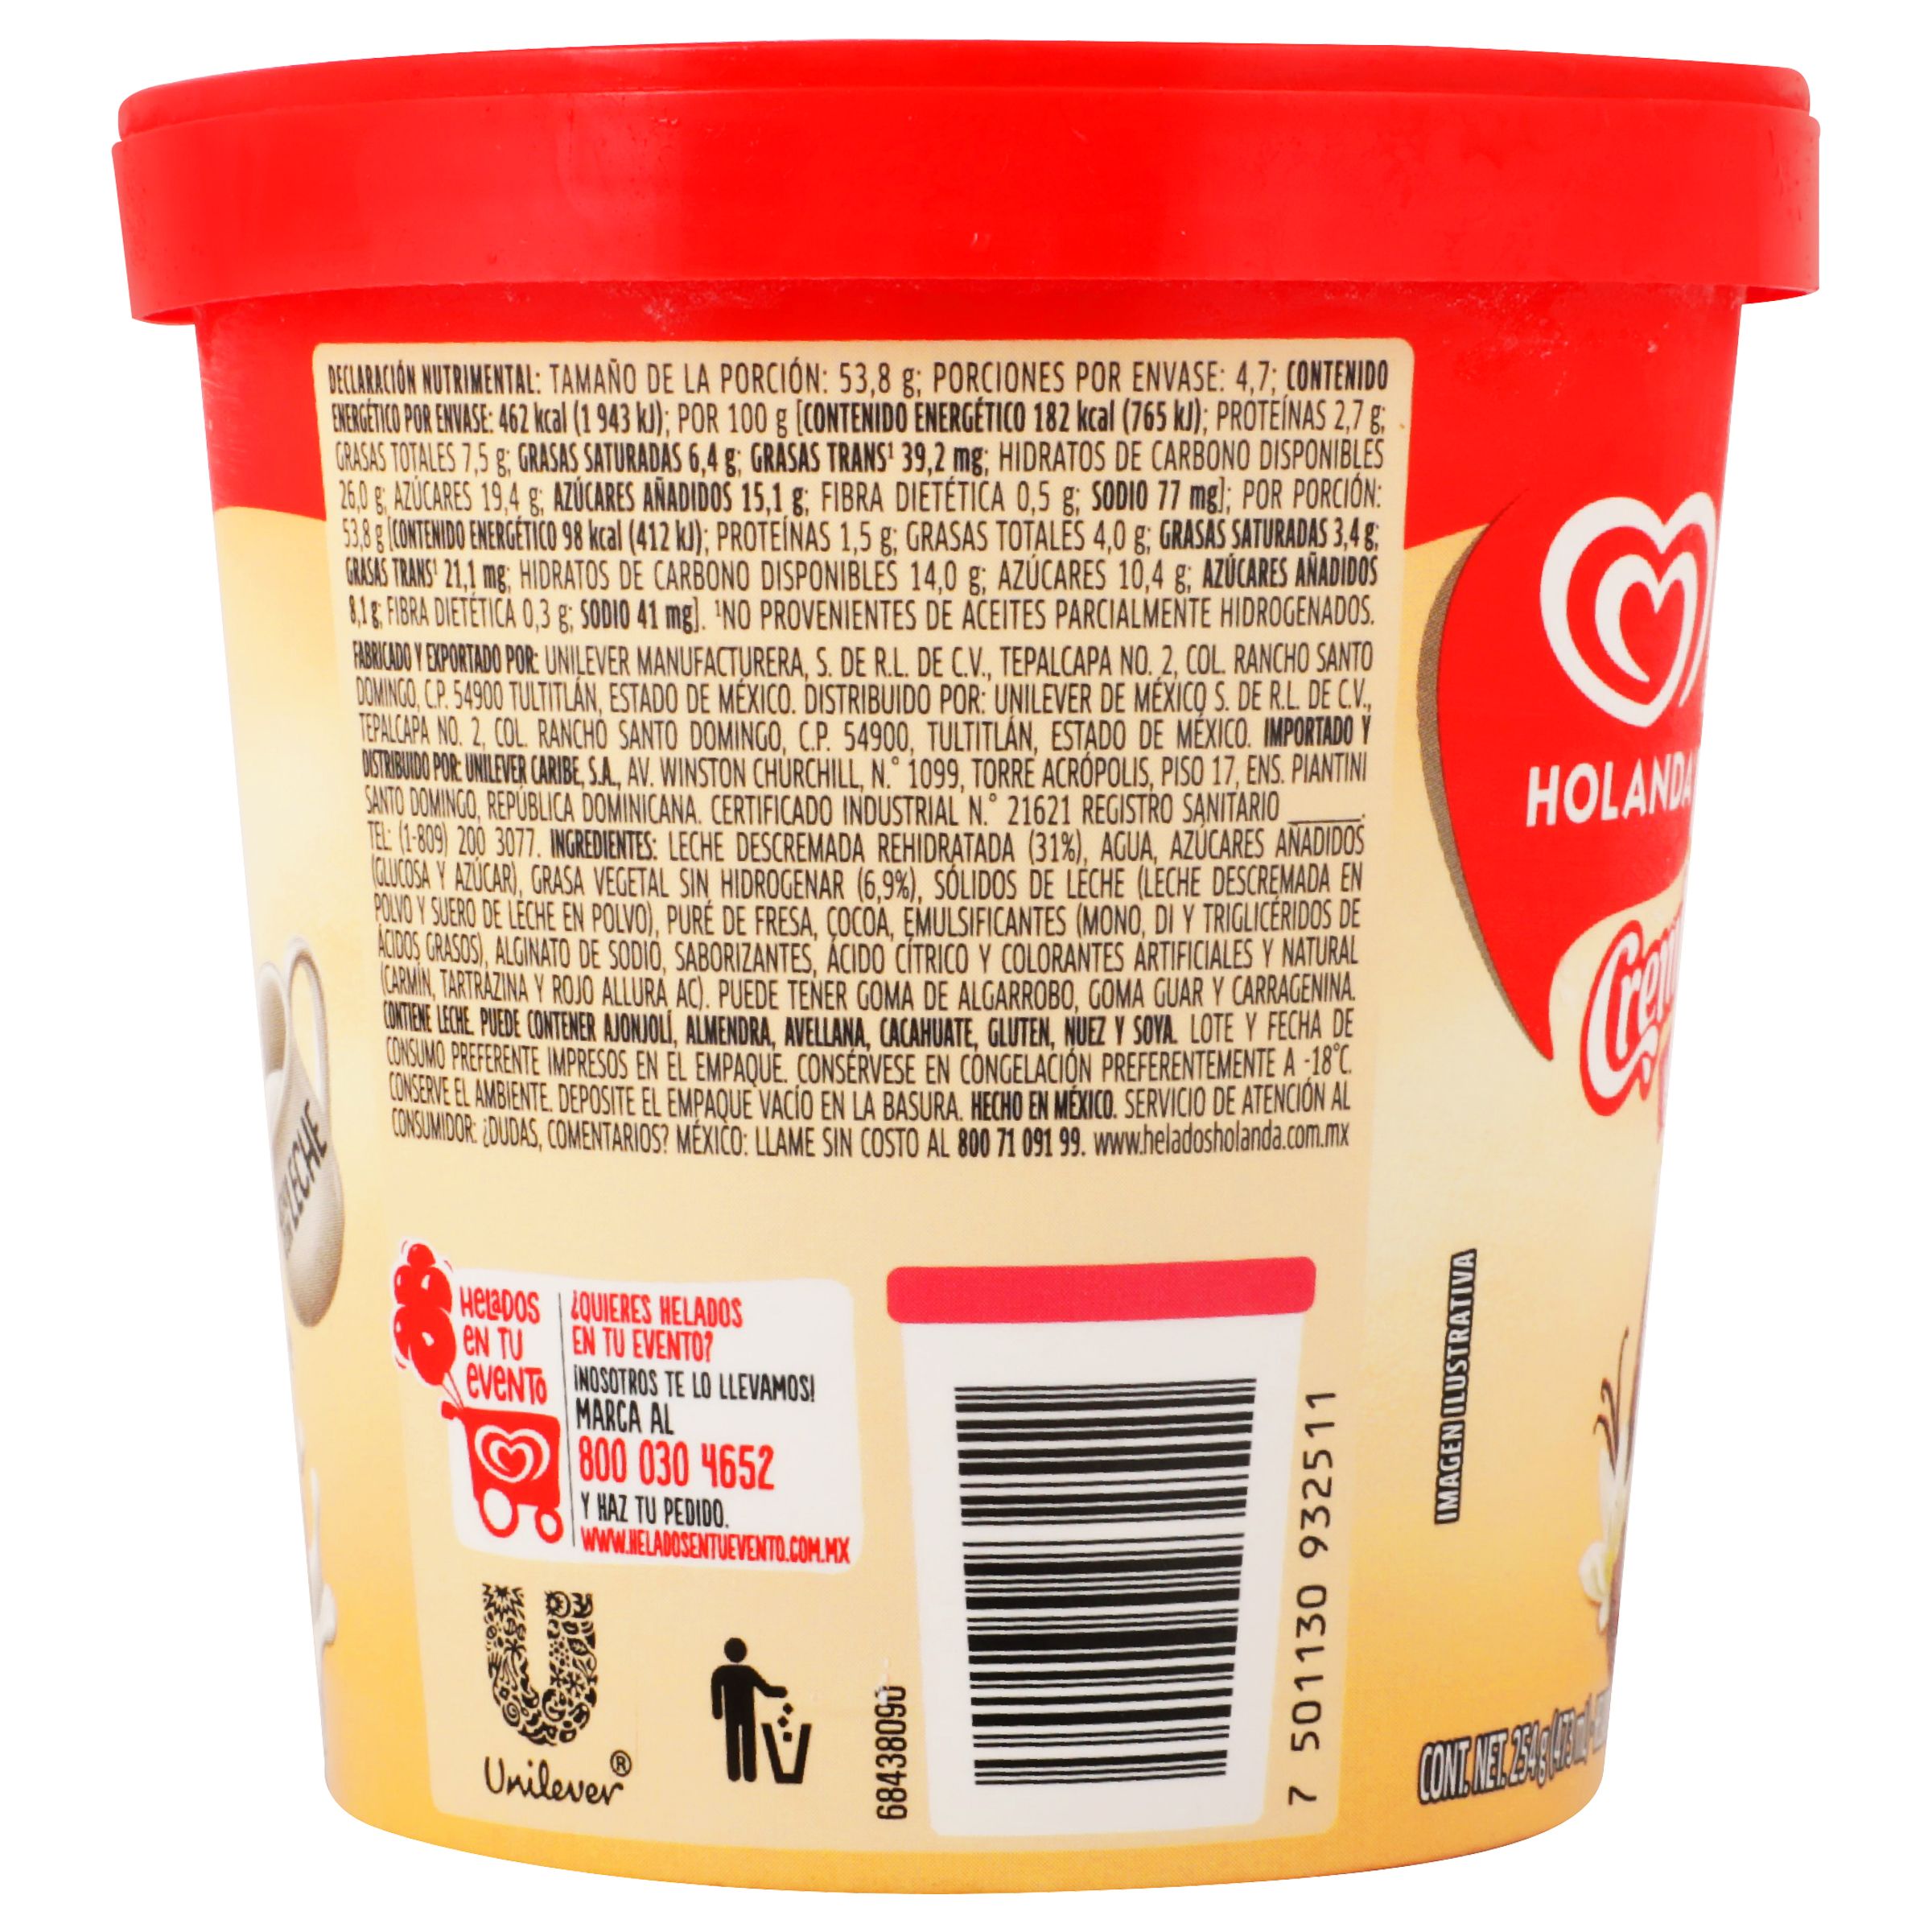 DECLARACIÓN NUTRIMENTAL: TAMAÑO DE LA PORCIÓN: 53,8 g; PORCIONES POR ENVASE: 4,7; CONTENIDO
ENERGÉTICO POR ENVASE: 462 kcal (1 943 kJ); POR 100 g [CONTENIDO ENERGÉTICO 182 kcal (765 kJ); PROTEÍNAS 2,7 g;
GRASAS TOTALES 7,5 g; GRASAS SATURADAS 6,4 g; GRASAS TRANS¹ 39,2 mg; HIDRATOS DE CARBONO DISPONIBLES
26,0 g; AZÚCARES 19,4 g; AZÚCARES AÑADIDOS 15,1 g; FIBRA DIETÉTICA 0,5 g; SODIO 77 mg]; POR PORCIÓN:
53,8 g [CONTENIDO ENERGÉTICO 98 kcal (412 kJ); PROTEÍNAS 1,5 g; GRASAS TOTALES 4,0 g; GRASAS SATURADAS 3,4 g;
GRASAS TRANS¹ 21,1 mg; HIDRATOS DE CARBONO DISPONIBLES 14,0 g; AZÚCARES 10,4 g; AZÚCARES AÑADIDOS
8,1 g; FIBRA DIETÉTICA 0,3 g; SODIO 41 mg]. ¹NO PROVENIENTES DE ACEITES PARCIALMENTE HIDROGENADOS.
FABRICADO Y EXPORTADO POR: UNILEVER MANUFACTURERA, S. DE R.L. DE C.V., TEPALCAPA NO. 2, COL. RANCHO SANTO
DOMINGO, C.P. 54900 TULTITLÁN, ESTADO DE MÉXICO. DISTRIBUIDO POR: UNILEVER DE MÉXICO S. DE R.L. DE C.V.,
TEPALCAPA NO. 2, COL. RANCHO SANTO DOMINGO, C.P. 54900, TULTITLÁN, ESTADO DE MÉXICO. IMPORTADO Y
DISTRIBUIDO POR: UNILEVER CARIBE, S.A., AV. WINSTON CHURCHILL, N.° 1099, TORRE ACRÓPOLIS, PISO 17, ENS. PIANTINI
SANTO DOMINGO, REPÚBLICA DOMINICANA. CERTIFICADO INDUSTRIAL N.° 21621 REGISTRO SANITARIO ______.
TEL: (1-809) 200 3077. INGREDIENTES: LECHE DESCREMADA REHIDRATADA (31%), AGUA, AZÚCARES AÑADIDOS
(GLUCOSA Y AZÚCAR), GRASA VEGETAL SIN HIDROGENAR (6,9%), SÓLIDOS DE LECHE (LECHE DESCREMADA EN
POLVO Y SUERO DE LECHE EN POLVO), PURÉ DE FRESA, COCOA, EMULSIFICANTES (MONO, DI Y TRIGLICÉRIDOS DE
ÁCIDOS GRASOS), ALGINATO DE SODIO, SABORIZANTES, ÁCIDO CÍTRICO Y COLORANTES ARTIFICIALES Y NATURAL
(CARMÍN, TARTRAZINA Y ROJO ALLURA AC). PUEDE TENER GOMA DE ALGARROBO, GOMA GUAR Y CARRAGENINA.
CONTIENE LECHE. PUEDE CONTENER AJONJOLÍ, ALMENDRA, AVELLANA, CACAHUATE, GLUTEN, NUEZ Y SOYA. LOTE Y FECHA DE
CONSUMO PREFERENTE IMPRESOS EN EL EMPAQUE. CONSÉRVESE EN CONGELACIÓN PREFERENTEMENTE A -18°C.
CONSERVE EL AMBIENTE. DEPOSITE EL EMPAQUE VACÍO EN LA BASURA. HECHO EN MÉXICO. SERVICIO DE ATENCIÓN AL
CONSUMIDOR: ¿DUDAS, COMENTARIOS? MÉXICO: LLAME SIN COSTO AL 800 71 091 99. www.heladosholanda.com.mx
HOLANDA
LECHE
HELADOS
EN TU
EVENTO
¿QUIERES HELADOS
EN TU EVENTO?
¡NOSOTROS TE LO LLEVAMOS!
MARCA AL
800 030 4652
Y HAZ TU PEDIDO.
WWW.HELADOSENTUEVENTO.COM.MX
Unilever®
68438090
7 501130 932511
IMAGEN ILUSTRATIVA
CONT. NET. 254 g (473 ml)